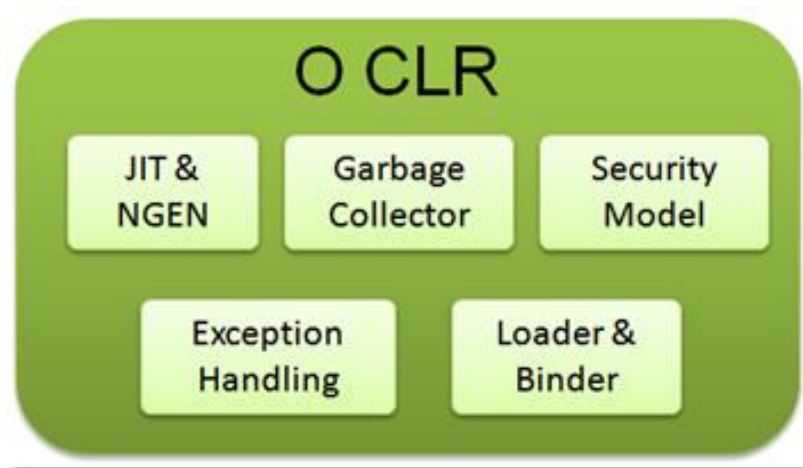 O CLR
JIT &
NGEN
Garbage
Collector
Security
Model
Exception
Handling
Loader &
Binder